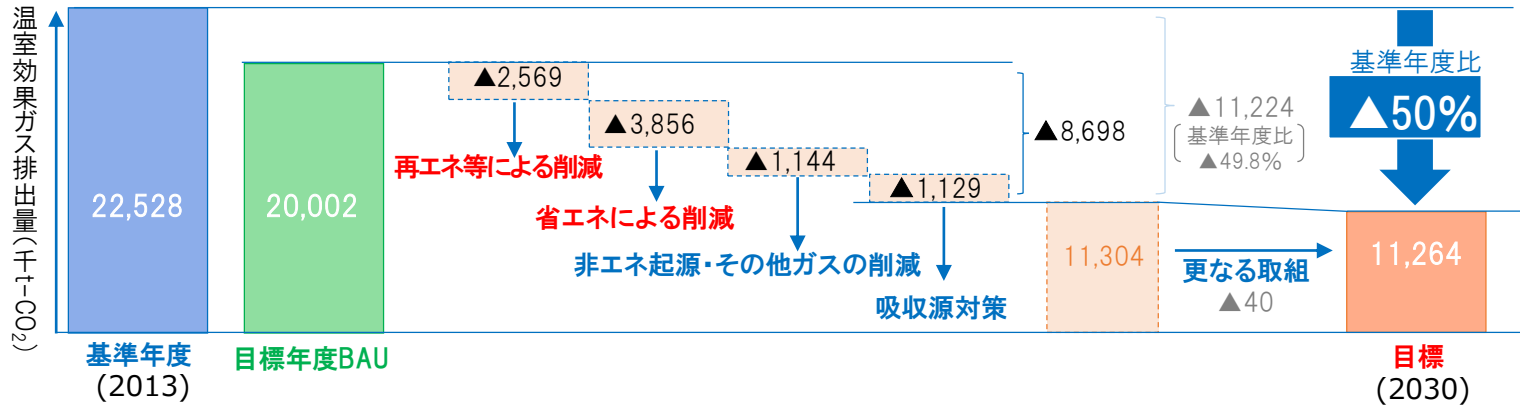 温室効果ガス排出量(千t-CO₂)
22,528
基準年度
(2013)
20,002
目標年度BAU
▲2,569
再エネ等による削減
▲3,856
省エネによる削減
▲1,144
非エネ起源・その他ガスの削減
▲1,129
吸収源対策
▲8,698
▲11,224
基準年度比
▲49.8%
11,304
更なる取組
▲40
基準年度比
▲50%
11,264
目標
(2030)